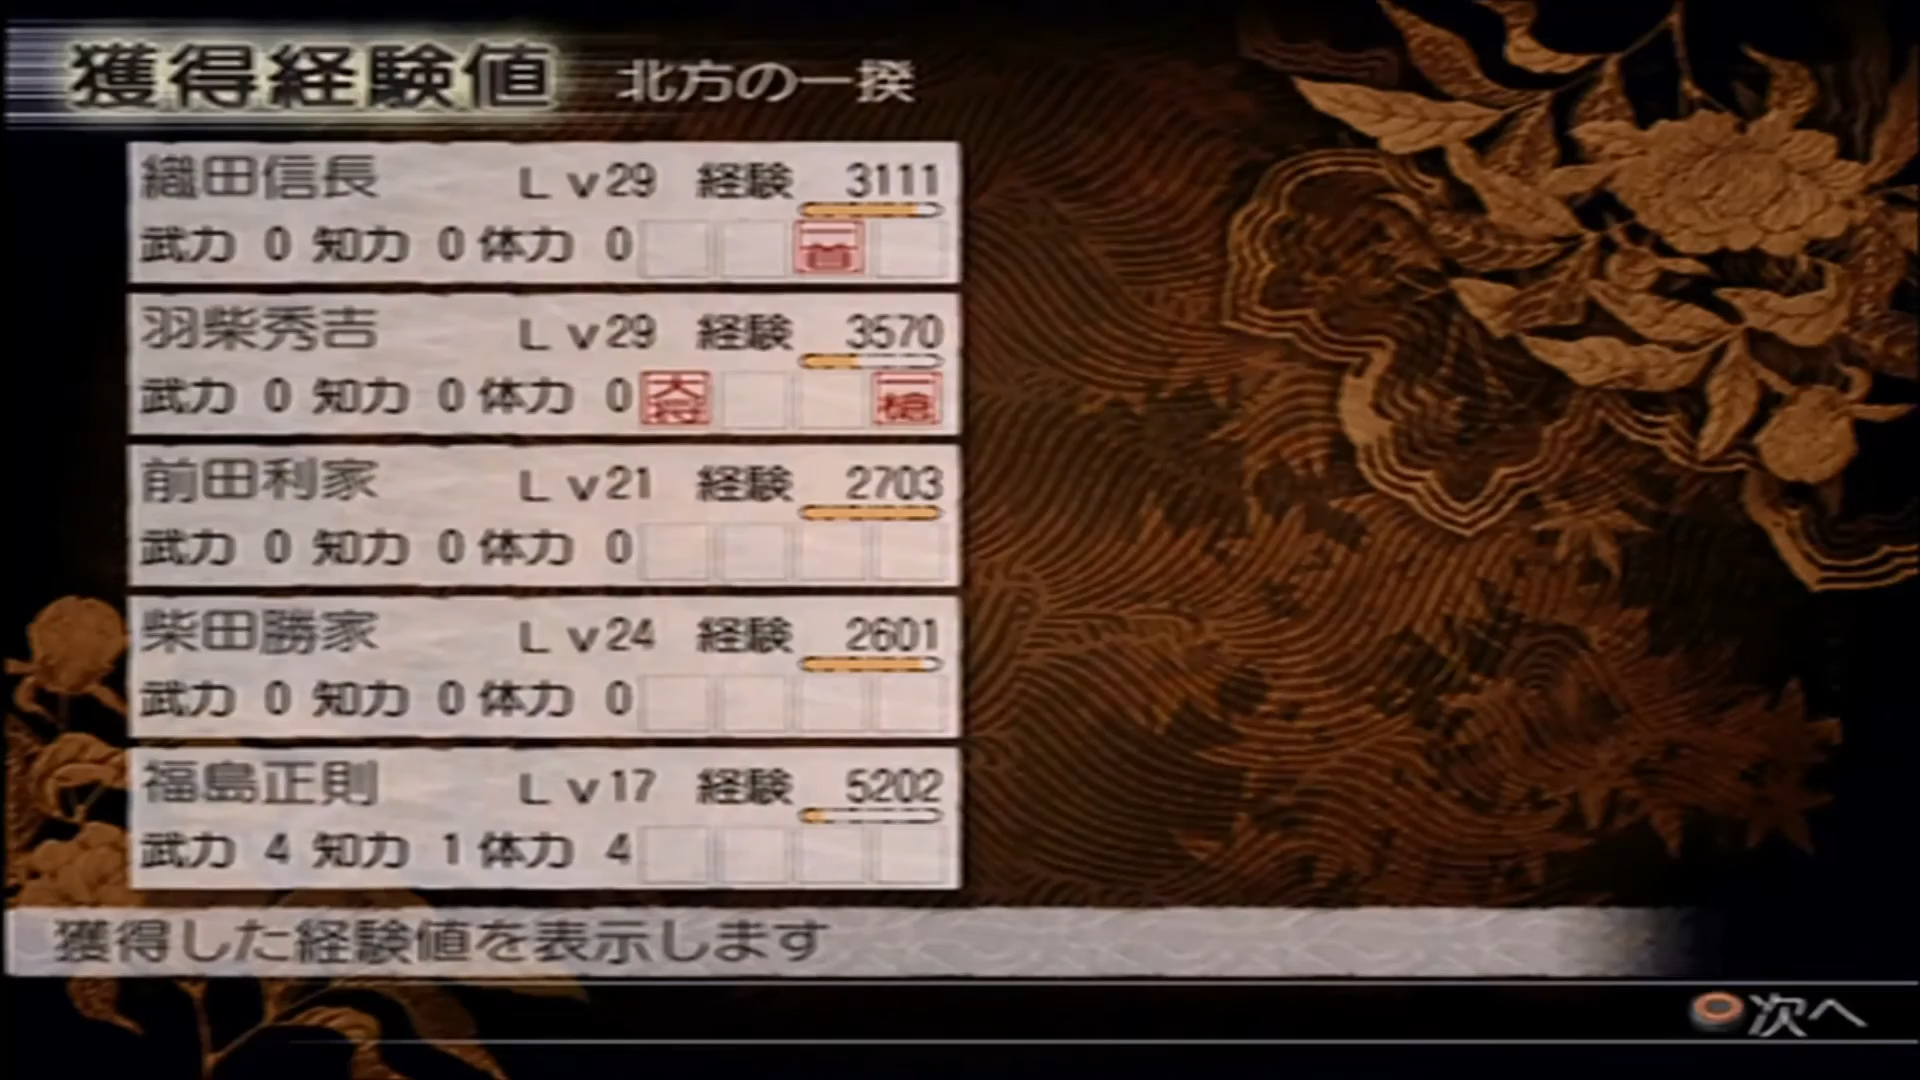 獲得経験値 北方の一揆
織田信長 Lv29 経験 3111
武力 0 知力 0 体力 0 一首
羽柴秀吉 Lv29 経験 3570
武力 0 知力 0 体力 0 大将 一槍
前田利家 Lv21 経験 2703
武力 0 知力 0 体力 0
柴田勝家 Lv24 経験 2601
武力 0 知力 0 体力 0
福島正則 Lv17 経験 5202
武力 4 知力 1 体力 4
獲得した経験値を表示します
次へ